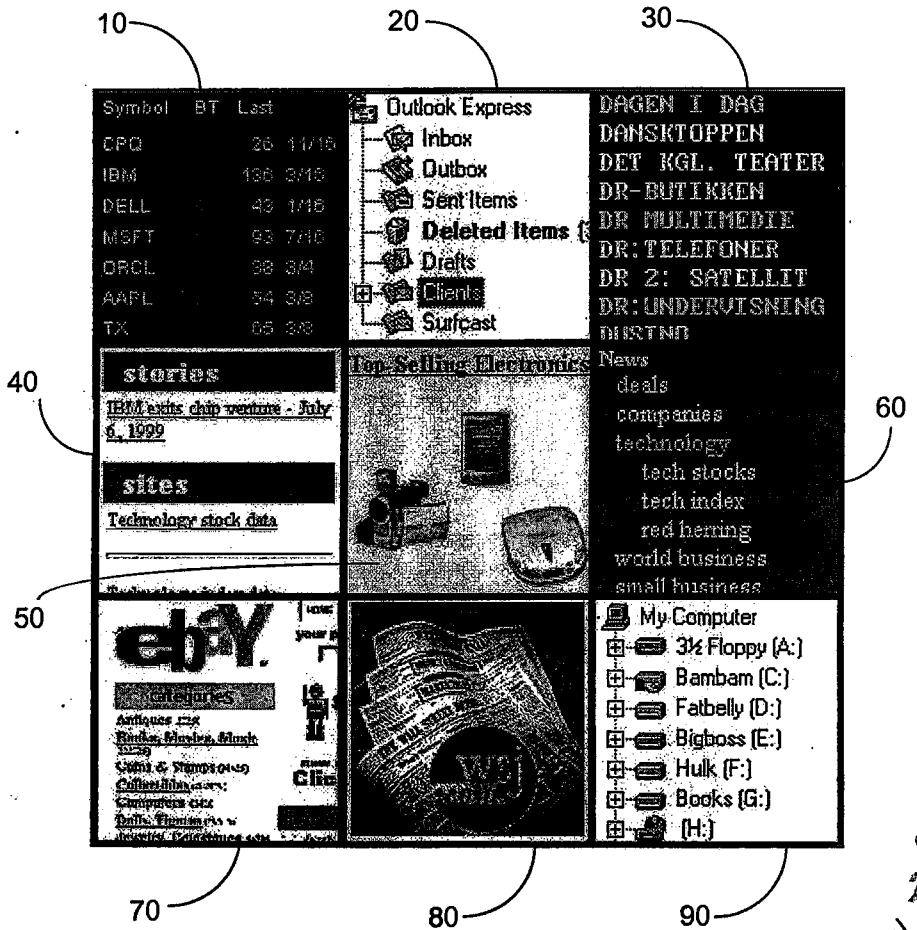 10
20
30
Symbol BT Last
CPQ 26 11/16
IBM 136 3/16
DELL 43 1/16
MSFT 93 7/16
ORCL 38 3/4
AAPL 54 3/8
TX 65 3/8
Outlook Express
Inbox
Outbox
Sent Items
Deleted Items (
Drafts
Clients
Surfcast
DAGEN I DAG
DANSKTOPPEN
DET KGL. TEATER
DR-BUTIKKEN
DR MULTIMEDIE
DR:TELEFONER
DR 2: SATELLIT
DR:UNDERVISNING
40
stories
IBM exits chip venture - July
6, 1999
sites
Technology stock data
Top Selling Electronics
50
News
deals
companies
technology
tech stocks
tech index
red herring
world business
small business
60
ebaY
your p
categories
Antiques
Books, Movies, Music
Coins & Stamps
Collectibles
Computers
Clic
70
wsj
80
My Computer
3½ Floppy (A:)
Bambam (C:)
Fatbelly (D:)
Bigboss (E:)
Hulk (F:)
Books (G:)
(H:)
90